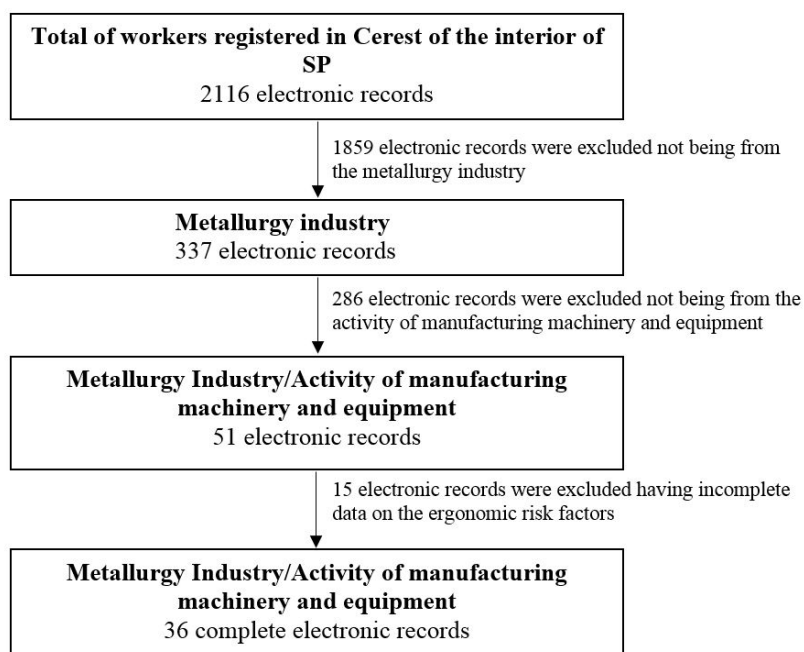 Total of workers registered in Cerest of the interior of
SP
2116 electronic records
1859 electronic records were excluded not being from
the metallurgy industry
Metallurgy industry
337 electronic records
286 electronic records were excluded not being from the
activity of manufacturing machinery and equipment
Metallurgy Industry/Activity of manufacturing
machinery and equipment
51 electronic records
15 electronic records were excluded having incomplete
data on the ergonomic risk factors
Metallurgy Industry/Activity of manufacturing
machinery and equipment
36 complete electronic records